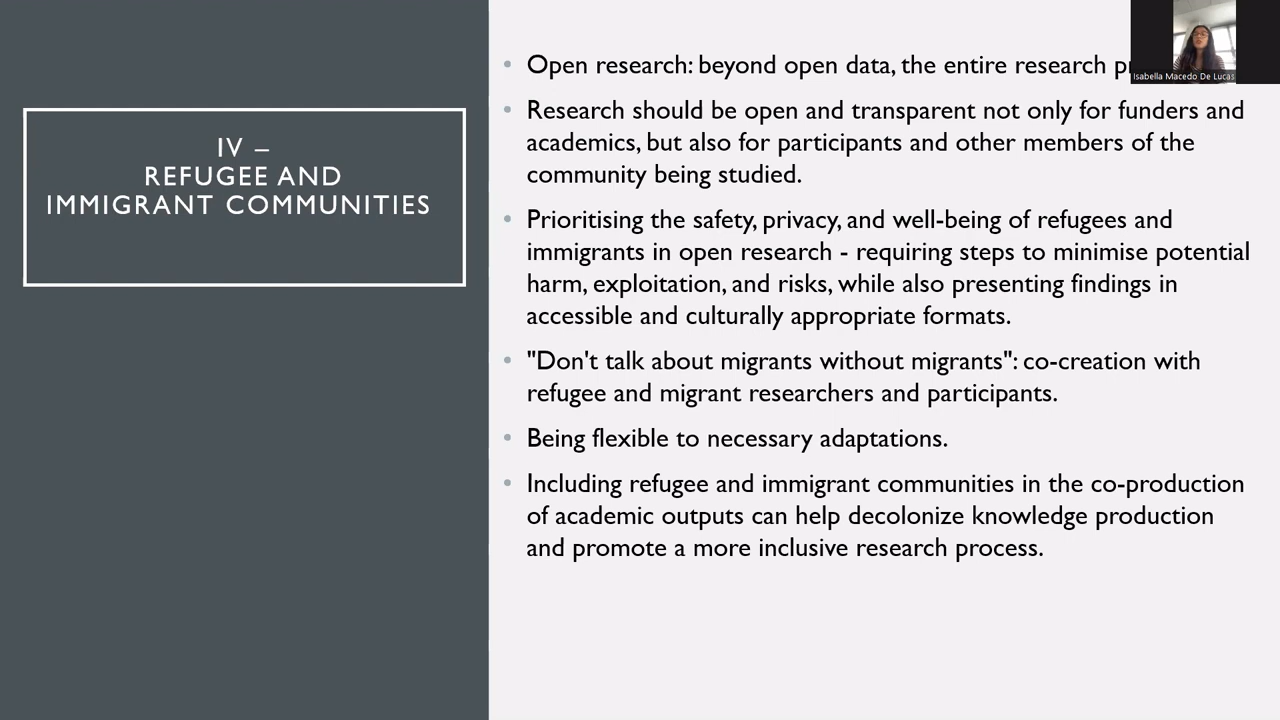 IV –
REFUGEE AND
IMMIGRANT COMMUNITIES
• Open research: beyond open data, the entire research
Isabella Macedo De Lucas
• Research should be open and transparent not only for funders and
academics, but also for participants and other members of the
community being studied.
• Prioritising the safety, privacy, and well-being of refugees and
immigrants in open research - requiring steps to minimise potential
harm, exploitation, and risks, while also presenting findings in
accessible and culturally appropriate formats.
• "Don't talk about migrants without migrants": co-creation with
refugee and migrant researchers and participants.
• Being flexible to necessary adaptations.
• Including refugee and immigrant communities in the co-production
of academic outputs can help decolonize knowledge production
and promote a more inclusive research process.